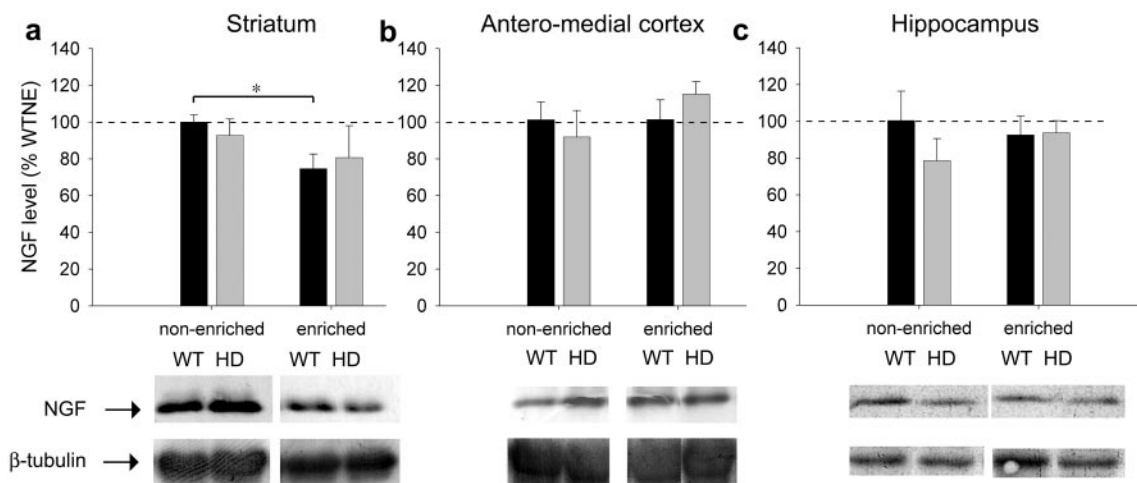 a Striatum
b Antero-medial cortex
c Hippocampus
NGF level (% WTNE)
140
120
100
80
60
40
20
0
*
non-enriched enriched
WT HD WT HD
140
120
100
80
60
40
20
0
non-enriched enriched
WT HD WT HD
140
120
100
80
60
40
20
0
non-enriched enriched
WT HD WT HD
NGF
β-tubulin